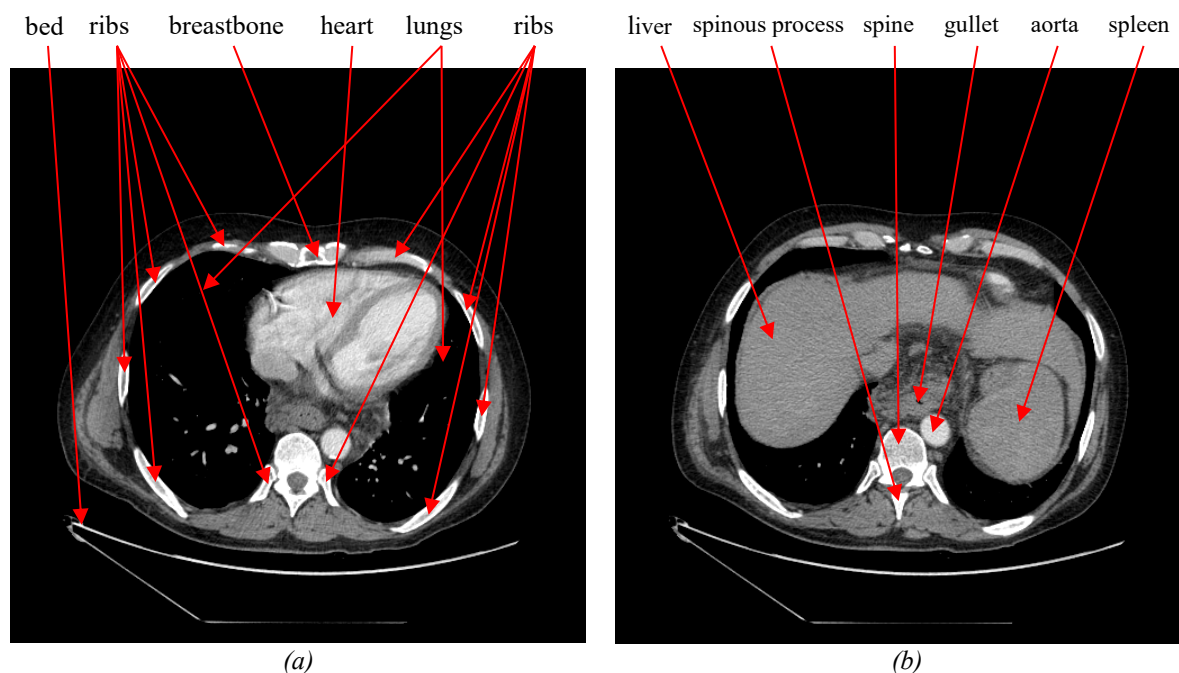 bed ribs breastbone heart lungs ribs
liver spinous process spine gullet aorta spleen
(a)
(b)